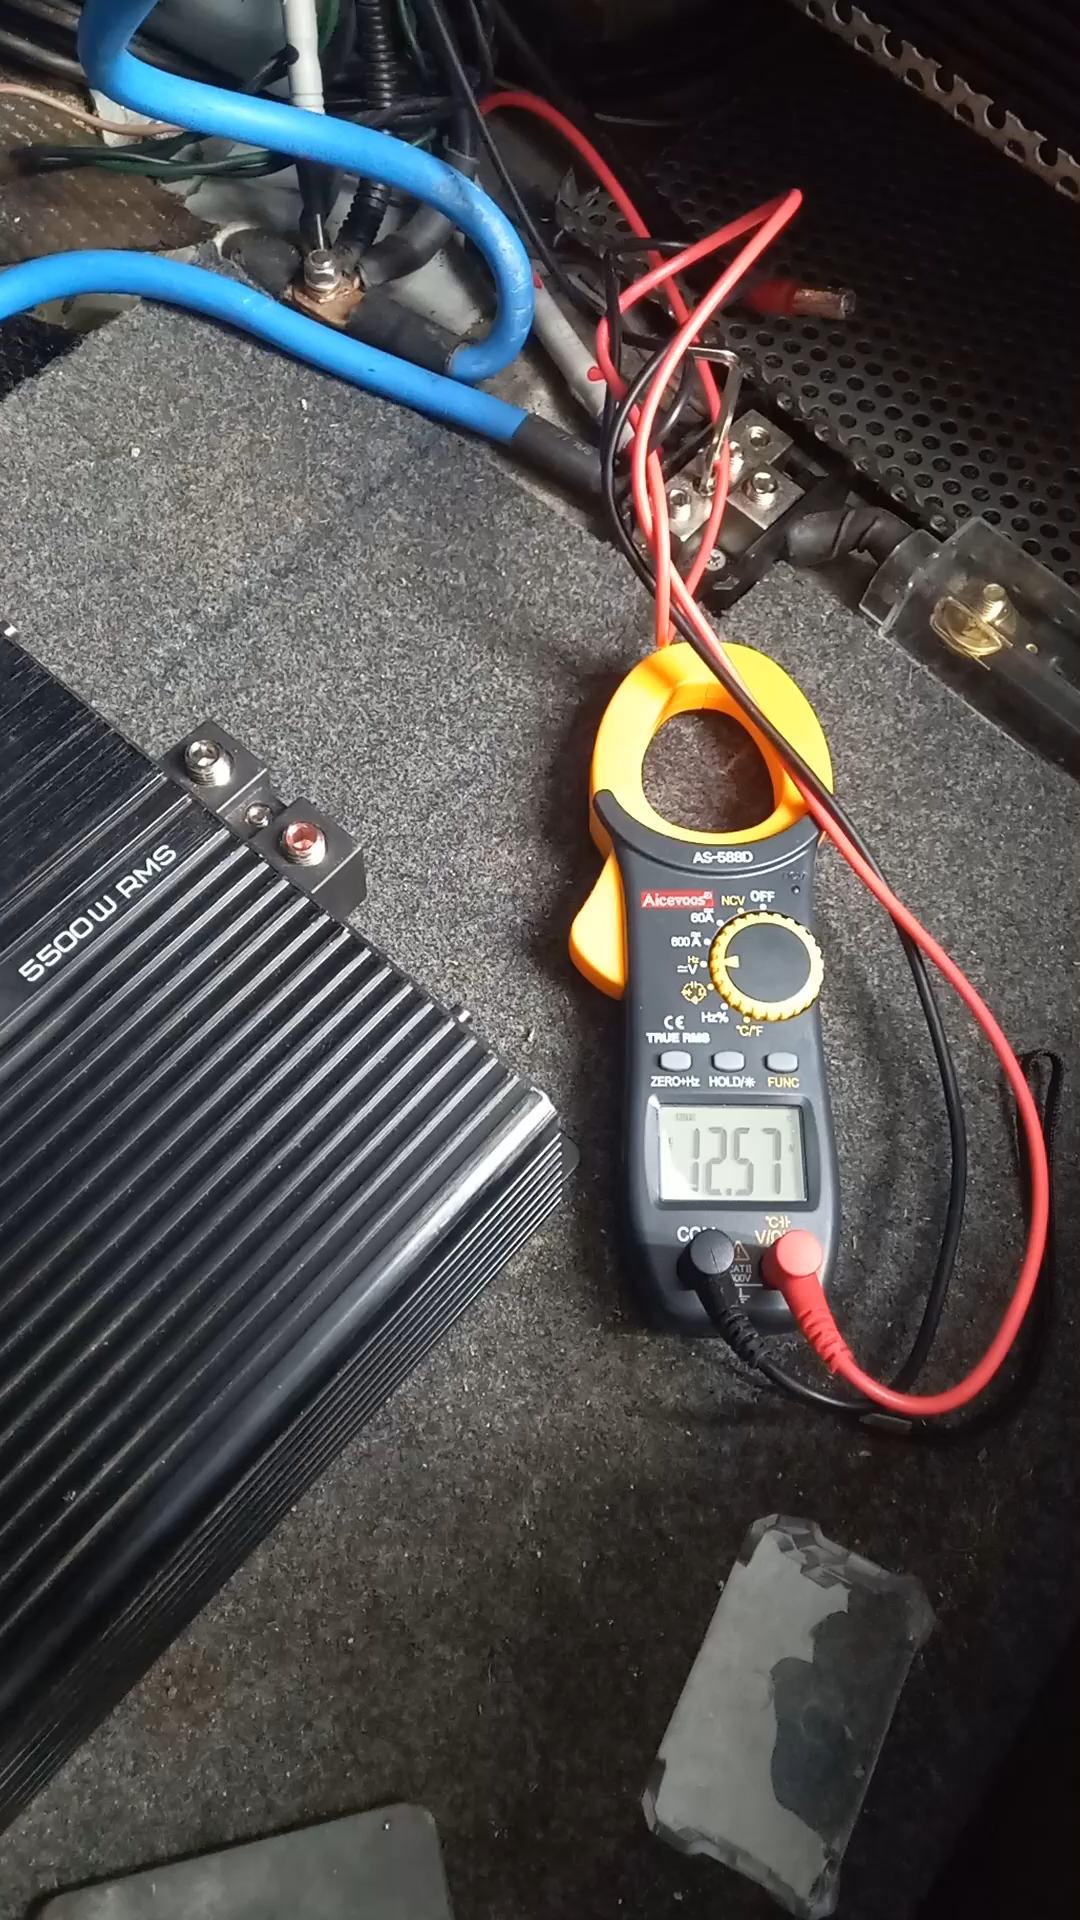 5500W RMS
AS-588D
Aicevoos
NCV OFF
60A
600A
Hz
V
Hz% °C/°F
CE
TRUE RMS
ZERO+Hz HOLD/☀ FUNC
12.57